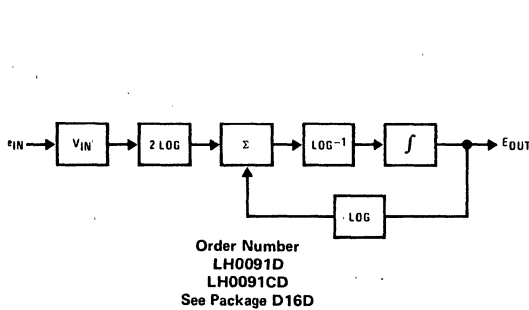 eIN
VIN
2 LOG
Σ
LOG-1
∫
EOUT
LOG
Order Number
LH0091D
LH0091CD
See Package D16D